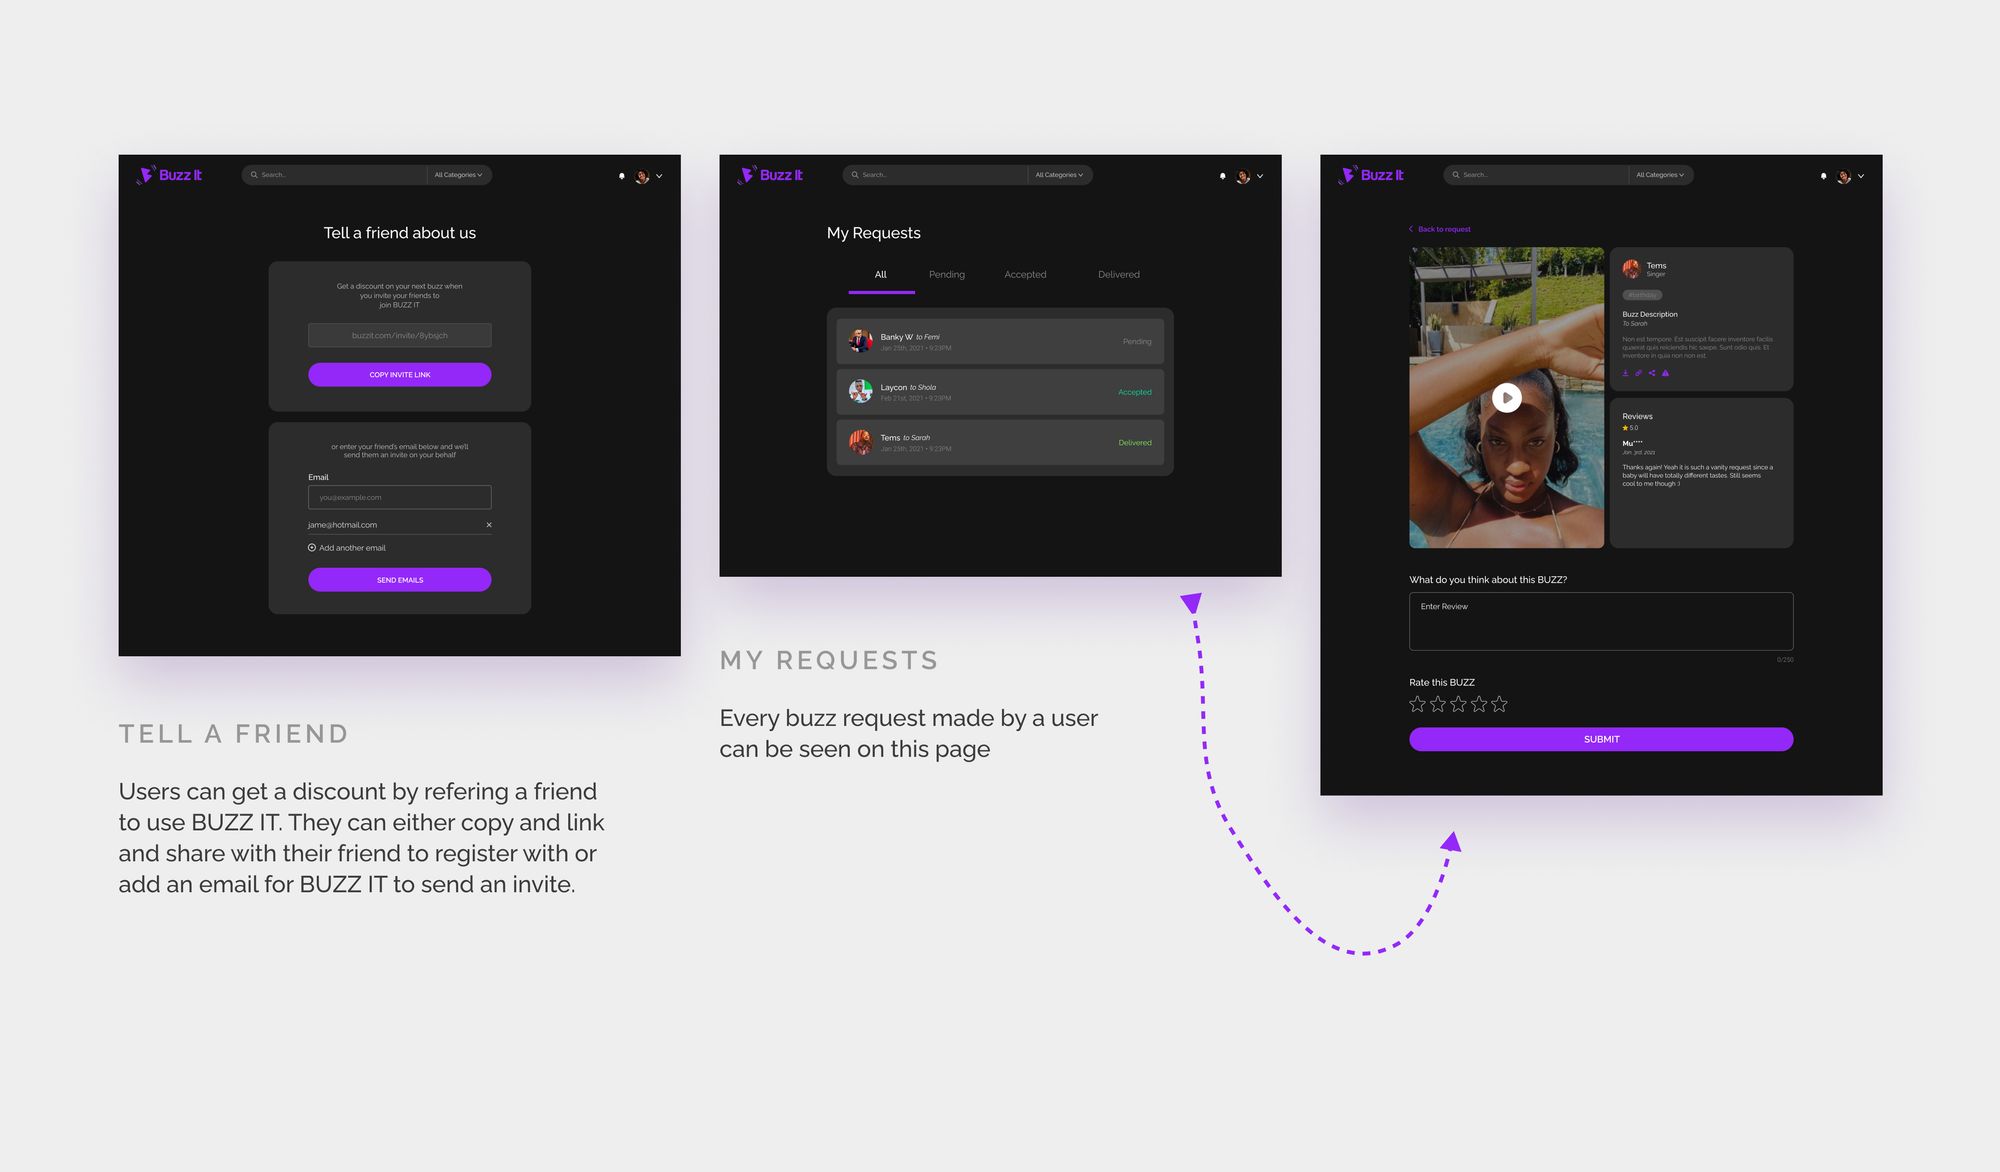 Buzz It
Search..
All Categories
Tell a friend about us
Get a discount on your next buzz when
you invite your friends to
join BUZZ IT
buzzit.com/invite/8ybsjch
COPY INVITE LINK
or enter your friend's email below and we'll
send them an invite on your behalf
Email
you@example.com
jame@hotmail.com
Add another email
SEND EMAILS
TELL A FRIEND
Users can get a discount by refering a friend
to use BUZZ IT. They can either copy and link
and share with their friend to register with or
add an email for BUZZ IT to send an invite.
Buzz It
Search..
All Categories
My Requests
All Pending Accepted Delivered
Banky W to Femi
Jan 25th, 2021 • 9:23PM
Pending
Laycon to Shola
Feb 21st, 2021 • 9:23PM
Accepted
Tems to Sarah
Jan 25th, 2021 • 9:23PM
Delivered
MY REQUESTS
Every buzz request made by a user
can be seen on this page
Buzz It
Search..
All Categories
Back to request
Tems
Singer
#birthday
Buzz Description
To Sarah
Non est tempore. Est suscipit facere inventore facilis
quaerat quis reiciendis hic saepe. Sunt odio quis. Et
inventore in quia non non est.
Reviews
5.0
Mu****
Jan. 3rd, 2021
Thanks again! Yeah it is such a vanity request since a
baby will have totally different tastes. Still seems
cool to me though :)
What do you think about this BUZZ?
Enter Review
0/250
Rate this BUZZ
SUBMIT